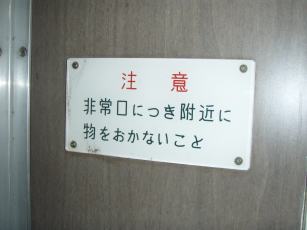 注 意
非常口につき附近に
物をおかないこと